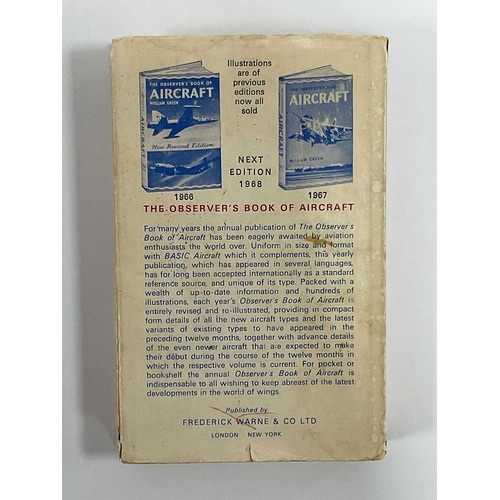 Illustrations
are of
previous
editions
now all
sold
THE OBSERVER'S BOOK OF
AIRCRAFT
WILLIAM GREEN
New Revised Edition
AIRCRAFT
THE OBSERVER'S BOOK
AIRCRAFT
WILLIAM GREEN
AIRCRAFT
NEXT
EDITION
1968
1966
1967
THE OBSERVER'S BOOK OF AIRCRAFT
For many years the annual publication of The Observer's
Book of Aircraft has been eagerly awaited by aviation
enthusiasts the world over. Uniform in size and format
with BASIC Aircraft which it complements, this yearly
publication, which has appeared in several languages,
has for long been accepted internationally as a standard
reference source, and unique of its type. Packed with a
wealth of up-to-date information and hundreds of
illustrations, each year's Observer's Book of Aircraft is
entirely revised and re-illustrated, providing in compact
form details of all the new aircraft types and the latest
variants of existing types to have appeared in the
preceding twelve months, together with advance details
of the even newer aircraft that are expected to make
their début during the course of the twelve months in
which the respective volume is current. For pocket or
bookshelf the annual Observer's Book of Aircraft is
indispensable to all wishing to keep abreast of the latest
developments in the world of wings.
Published by
FREDERICK WARNE & CO LTD
LONDON NEW YORK